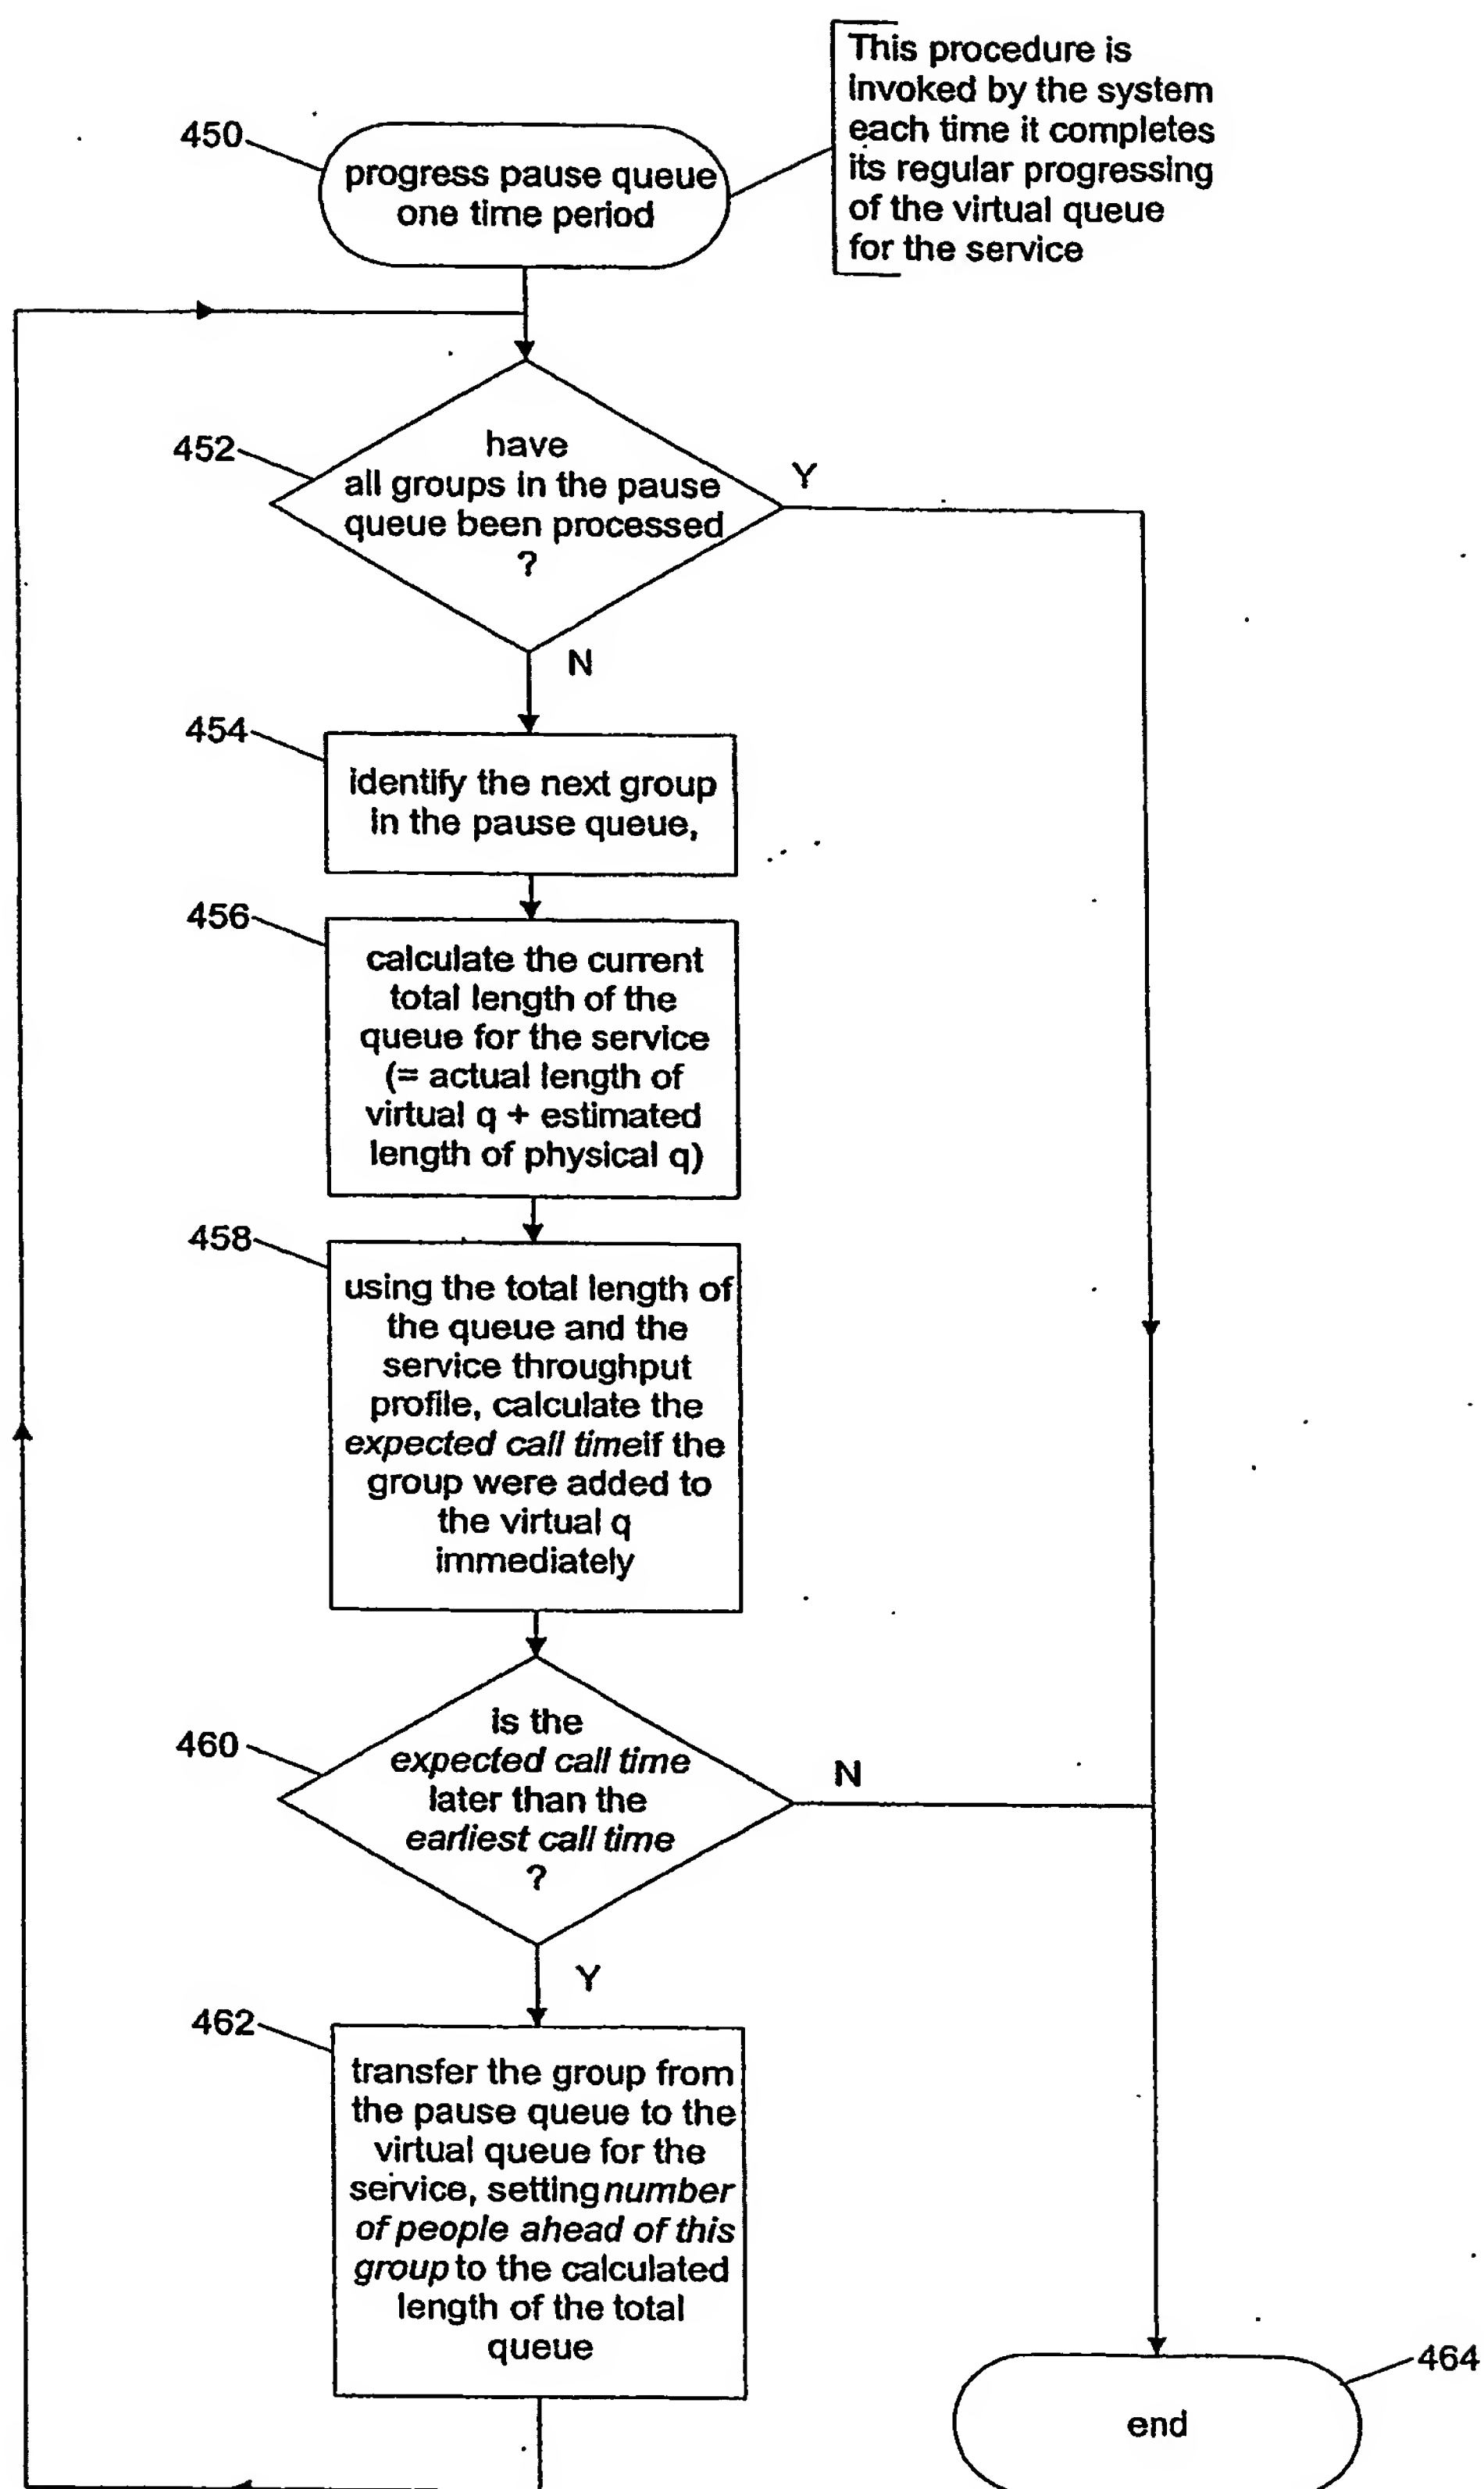 This procedure is
invoked by the system
each time it completes
its regular progressing
of the virtual queue
for the service
450
progress pause queue
one time period
452
have
all groups in the pause
queue been processed
?
Y
N
454
identify the next group
in the pause queue,
456
calculate the current
total length of the
queue for the service
(= actual length of
virtual q + estimated
length of physical q)
458
using the total length of
the queue and the
service throughput
profile, calculate the
expected call timeif the
group were added to
the virtual q
immediately
460
is the
expected call time
later than the
earliest call time
?
N
Y
462
transfer the group from
the pause queue to the
virtual queue for the
service, setting number
of people ahead of this
group to the calculated
length of the total
queue
464
end